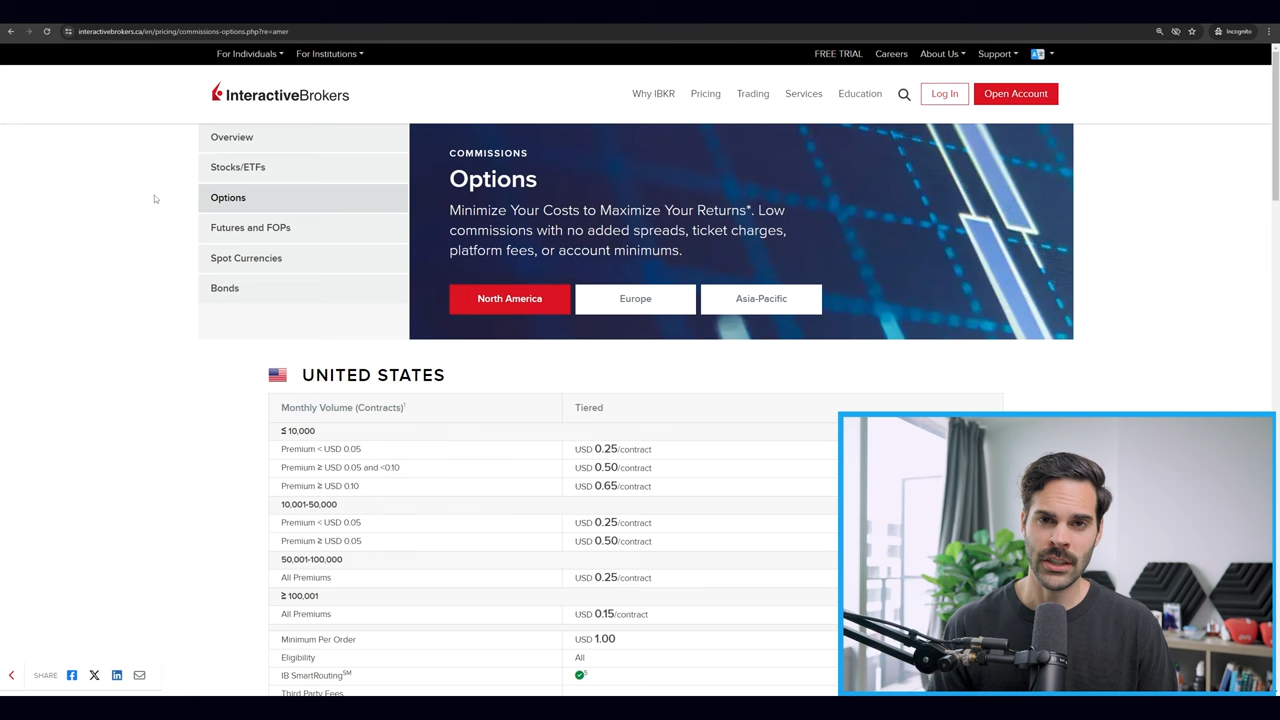 interactivebrokers.ca/en/pricing/commissions-options.php?re=amer
Incognito
For Individuals
For Institutions
FREE TRIAL
Careers
About Us
Support
InteractiveBrokers
Why IBKR
Pricing
Trading
Services
Education
Log In
Open Account
Overview
Stocks/ETFs
Options
Futures and FOPs
Spot Currencies
Bonds
COMMISSIONS
Options
Minimize Your Costs to Maximize Your Returns*. Low
commissions with no added spreads, ticket charges,
platform fees, or account minimums.
North America
Europe
Asia-Pacific
UNITED STATES
Monthly Volume (Contracts)1 Tiered
≤ 10,000
Premium < USD 0.05 USD 0.25/contract
Premium ≥ USD 0.05 and <0.10 USD 0.50/contract
Premium ≥ USD 0.10 USD 0.65/contract
10,001-50,000
Premium < USD 0.05 USD 0.25/contract
Premium ≥ USD 0.05 USD 0.50/contract
50,001-100,000
All Premiums USD 0.25/contract
≥ 100,001
All Premiums USD 0.15/contract
Minimum Per Order USD 1.00
Eligibility All
IB SmartRoutingSM 5
Third Party Fees
SHARE